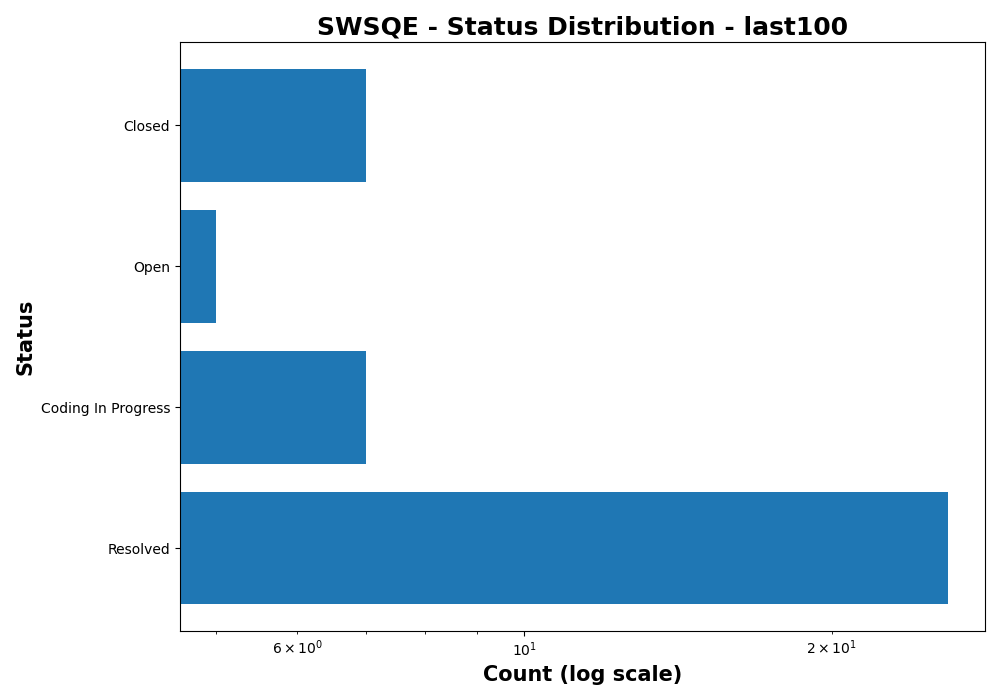 SWSQE - Status Distribution - last100
Closed
Open
Coding In Progress
Resolved
Status
6 × 10⁰
10¹
2 × 10¹
Count (log scale)